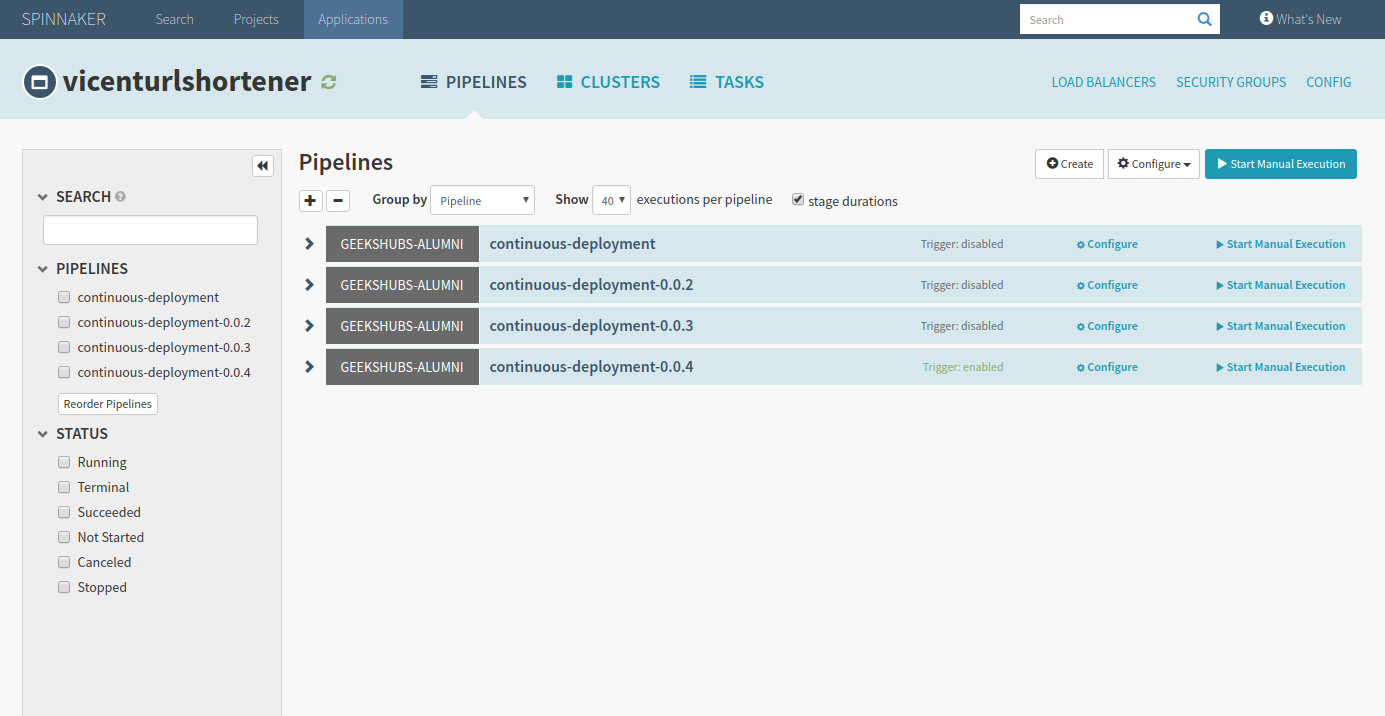 SPINNAKER Search Projects Applications Search What's New
vicenturlshortener PIPELINES CLUSTERS TASKS LOAD BALANCERS SECURITY GROUPS CONFIG
SEARCH
PIPELINES
continuous-deployment
continuous-deployment-0.0.2
continuous-deployment-0.0.3
continuous-deployment-0.0.4
Reorder Pipelines
STATUS
Running
Terminal
Succeeded
Not Started
Canceled
Stopped
Pipelines Create Configure Start Manual Execution
Group by Pipeline Show 40 executions per pipeline stage durations
GEEKSHUBS-ALUMNI continuous-deployment Trigger: disabled Configure Start Manual Execution
GEEKSHUBS-ALUMNI continuous-deployment-0.0.2 Trigger: disabled Configure Start Manual Execution
GEEKSHUBS-ALUMNI continuous-deployment-0.0.3 Trigger: disabled Configure Start Manual Execution
GEEKSHUBS-ALUMNI continuous-deployment-0.0.4 Trigger: enabled Configure Start Manual Execution